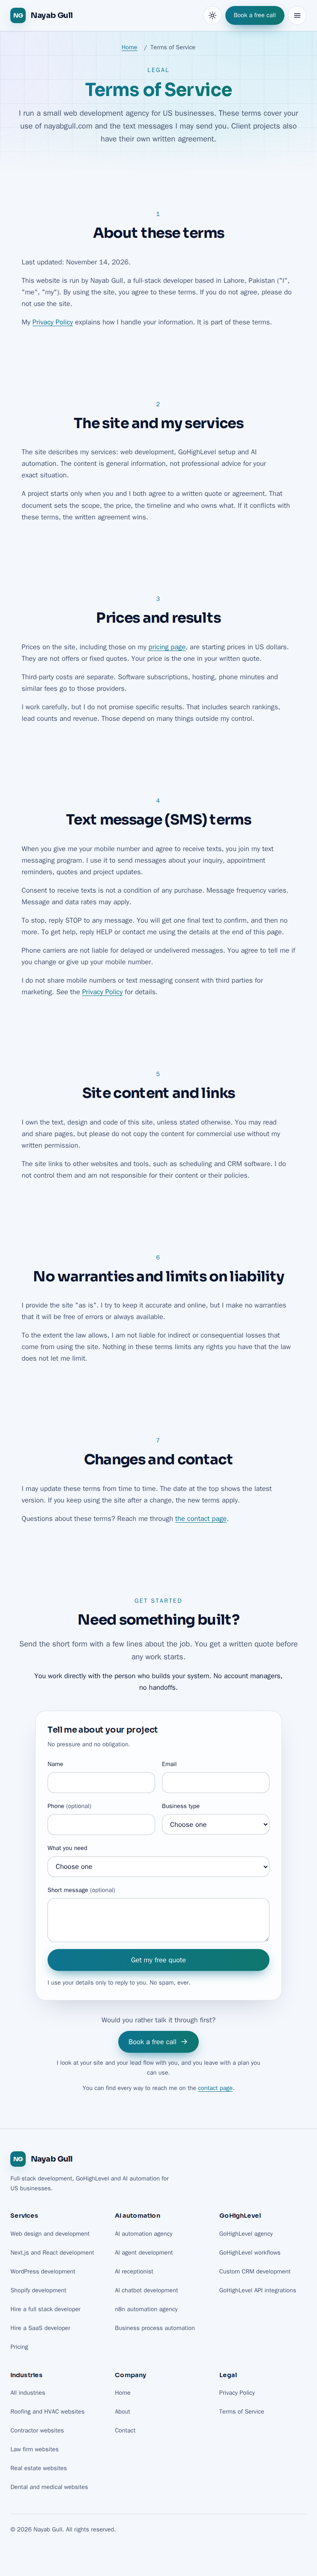 NG Nayab Gull
Book a free call
Home / Terms of Service
LEGAL
Terms of Service
I run a small web development agency for US businesses. These terms cover your
use of nayabgull.com and the text messages I may send you. Client projects also
have their own written agreement.
1
About these terms
Last updated: November 14, 2026.
This website is run by Nayab Gull, a full-stack developer based in Lahore, Pakistan ("I",
"me", "my"). By using the site, you agree to these terms. If you do not agree, please do
not use the site.
My Privacy Policy explains how I handle your information. It is part of these terms.
2
The site and my services
The site describes my services: web development, GoHighLevel setup and AI
automation. The content is general information, not professional advice for your
exact situation.
A project starts only when you and I both agree to a written quote or agreement. That
document sets the scope, the price, the timeline and who owns what. If it conflicts with
these terms, the written agreement wins.
3
Prices and results
Prices on the site, including those on my pricing page, are starting prices in US dollars.
They are not offers or fixed quotes. Your price is the one in your written quote.
Third-party costs are separate. Software subscriptions, hosting, phone minutes and
similar fees go to those providers.
I work carefully, but I do not promise specific results. That includes search rankings,
lead counts and revenue. Those depend on many things outside my control.
4
Text message (SMS) terms
When you give me your mobile number and agree to receive texts, you join my text
messaging program. I use it to send messages about your inquiry, appointment
reminders, quotes and project updates.
Consent to receive texts is not a condition of any purchase. Message frequency varies.
Message and data rates may apply.
To stop, reply STOP to any message. You will get one final text to confirm, and then no
more. To get help, reply HELP or contact me using the details at the end of this page.
Phone carriers are not liable for delayed or undelivered messages. You agree to tell me if
you change or give up your mobile number.
I do not share mobile numbers or text messaging consent with third parties for
marketing. See the Privacy Policy for details.
5
Site content and links
I own the text, design and code of this site, unless stated otherwise. You may read
and share pages, but please do not copy the content for commercial use without my
written permission.
The site links to other websites and tools, such as scheduling and CRM software. I do
not control them and am not responsible for their content or their policies.
6
No warranties and limits on liability
I provide the site "as is". I try to keep it accurate and online, but I make no warranties
that it will be free of errors or always available.
To the extent the law allows, I am not liable for indirect or consequential losses that
come from using the site. Nothing in these terms limits any rights you have that the law
does not let me limit.
7
Changes and contact
I may update these terms from time to time. The date at the top shows the latest
version. If you keep using the site after a change, the new terms apply.
Questions about these terms? Reach me through the contact page.
GET STARTED
Need something built?
Send the short form with a few lines about the job. You get a written quote before
any work starts.
You work directly with the person who builds your system. No account managers,
no handoffs.
Tell me about your project
No pressure and no obligation.
Name Email
Phone (optional) Business type
Choose one
What you need
Choose one
Short message (optional)
Get my free quote
I use your details only to reply to you. No spam, ever.
Would you rather talk it through first?
Book a free call →
I look at your site and your lead flow with you, and you leave with a plan you
can use.
You can find every way to reach me on the contact page.
NG Nayab Gull
Full-stack development, GoHighLevel and AI automation for
US businesses.
Services AI automation GoHighLevel
Web design and development AI automation agency GoHighLevel agency
Next.js and React development AI agent development GoHighLevel workflows
WordPress development AI receptionist Custom CRM development
Shopify development AI chatbot development GoHighLevel API integrations
Hire a full stack developer n8n automation agency
Hire a SaaS developer Business process automation
Pricing
Industries Company Legal
All industries Home Privacy Policy
Roofing and HVAC websites About Terms of Service
Contractor websites Contact
Law firm websites
Real estate websites
Dental and medical websites
© 2026 Nayab Gull. All rights reserved.